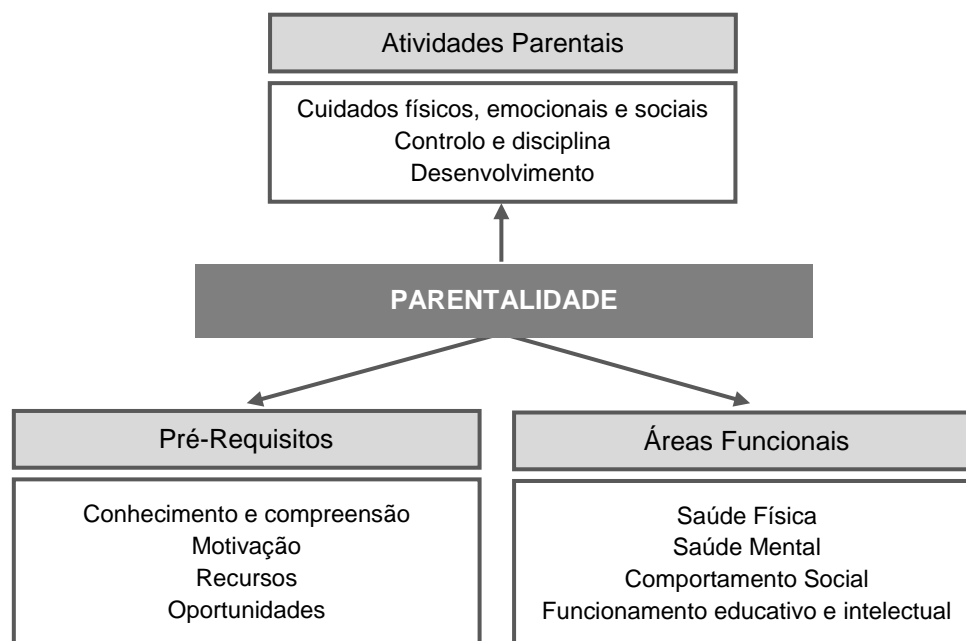 Atividades Parentais
Cuidados físicos, emocionais e sociais
Controlo e disciplina
Desenvolvimento
PARENTALIDADE
Pré-Requisitos
Conhecimento e compreensão
Motivação
Recursos
Oportunidades
Áreas Funcionais
Saúde Física
Saúde Mental
Comportamento Social
Funcionamento educativo e intelectual